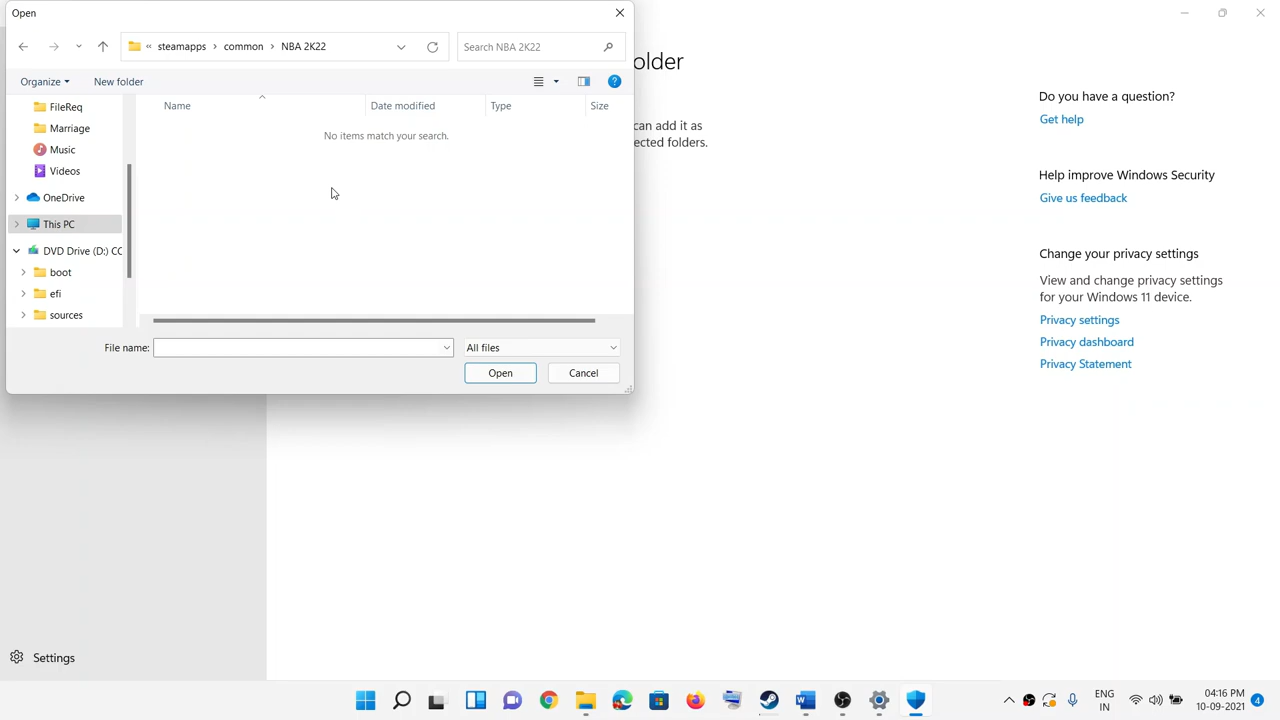 Open
steamapps > common > NBA 2K22
Search NBA 2K22
Organize
New folder
Name
Date modified
Type
Size
No items match your search.
FileReq
Marriage
Music
Videos
OneDrive
This PC
DVD Drive (D:) CC
boot
efi
sources
File name:
All files
Open
Cancel
older
can add it as
ected folders.
Do you have a question?
Get help
Help improve Windows Security
Give us feedback
Change your privacy settings
View and change privacy settings
for your Windows 11 device.
Privacy settings
Privacy dashboard
Privacy Statement
Settings
ENG
IN
04:16 PM
10-09-2021
4